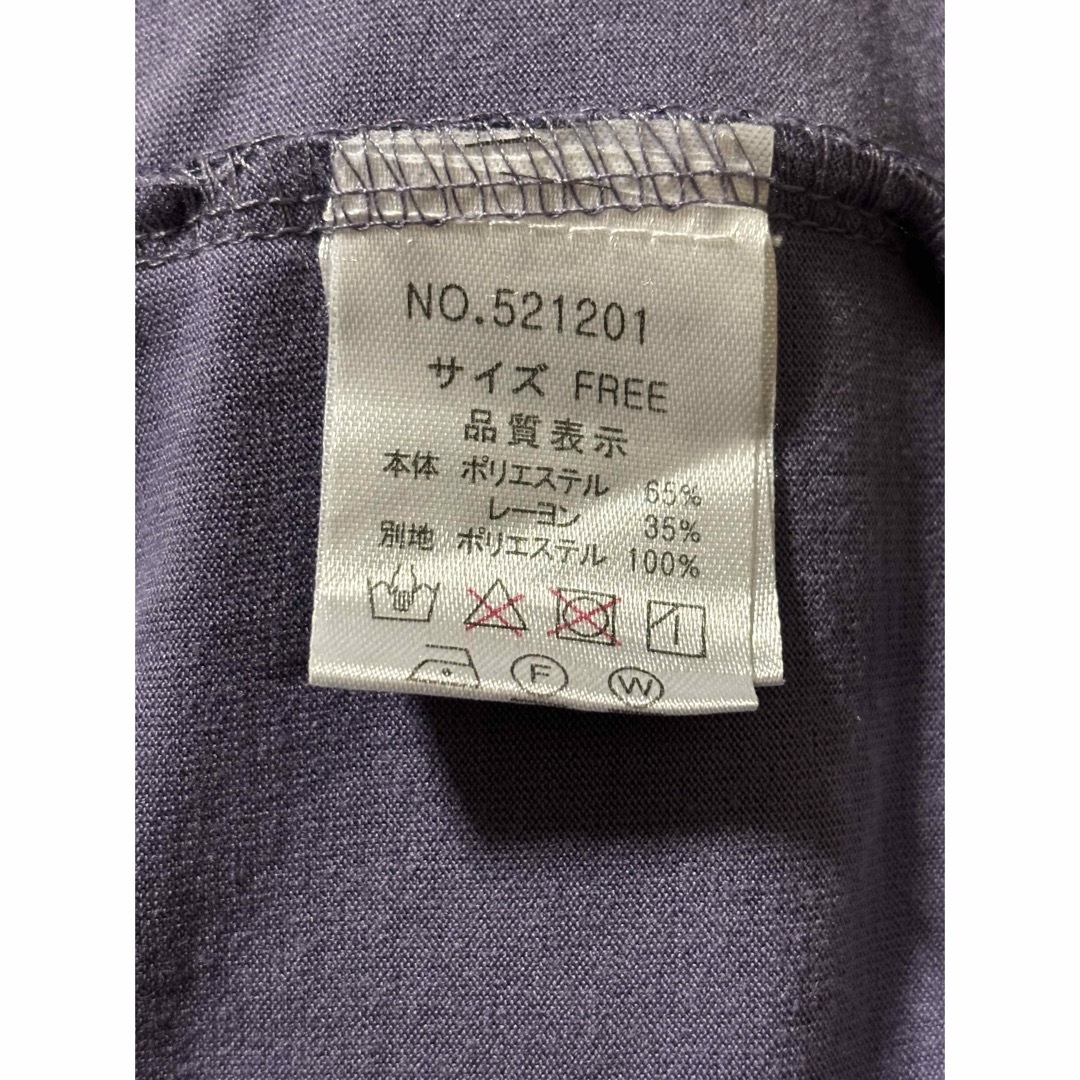 NO.521201
サイズ FREE
品質表示
本体 ポリエステル 65%
レーヨン 35%
別地 ポリエステル 100%
F W